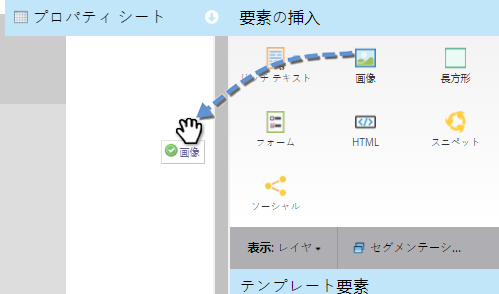 プロパティ シート
要素の挿入
リッチ テキスト
画像
長方形
画像
フォーム
HTML
スニペット
ソーシャル
表示: レイヤ
セグメンテーシ...
テンプレート要素